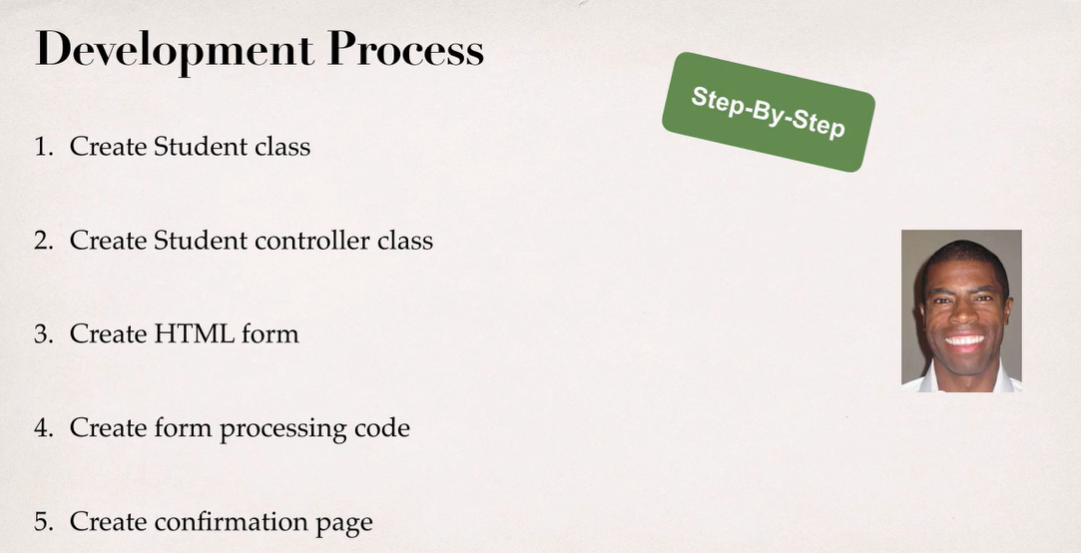 Development Process
Step-By-Step
1. Create Student class
2. Create Student controller class
3. Create HTML form
4. Create form processing code
5. Create confirmation page